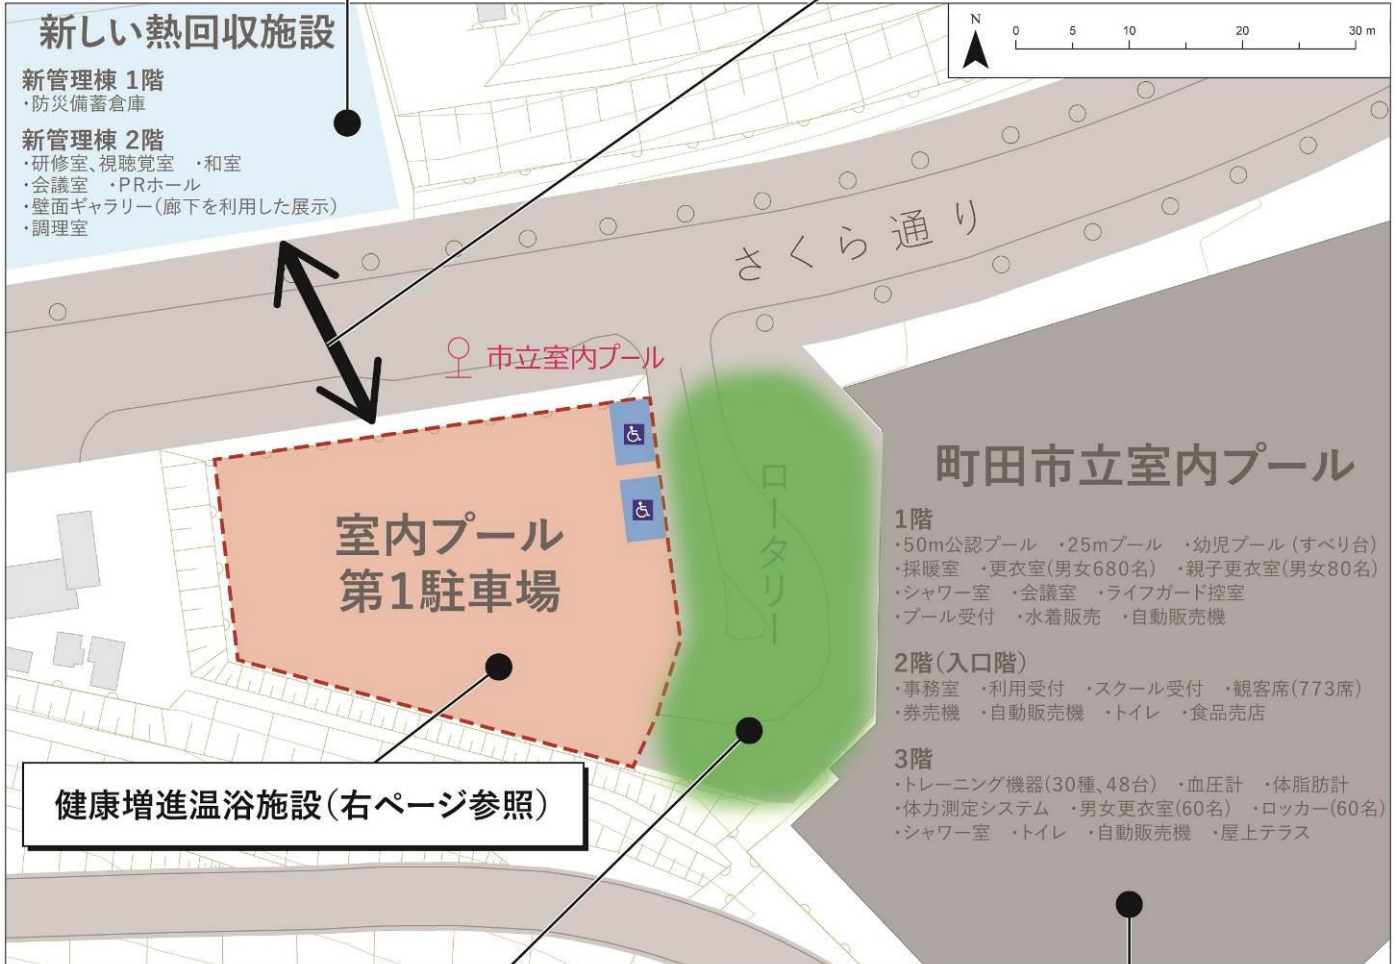 新しい熱回収施設
新管理棟 1階
・防災備蓄倉庫
新管理棟 2階
・研修室、視聴覚室 ・和室
・会議室 ・PRホール
・壁面ギャラリー(廊下を利用した展示)
・調理室
N
0 5 10 20 30 m
さくら通り
市立室内プール
室内プール
第1駐車場
ロータリー
町田市立室内プール
1階
・50m公認プール ・25mプール ・幼児プール (すべり台)
・採暖室 ・更衣室(男女680名) ・親子更衣室(男女80名)
・シャワー室 ・会議室 ・ライフガード控室
・プール受付 ・水着販売 ・自動販売機
2階(入口階)
・事務室 ・利用受付 ・スクール受付 ・観客席(773席)
・券売機 ・自動販売機 ・トイレ ・食品売店
3階
・トレーニング機器(30種、48台) ・血圧計 ・体脂肪計
・体力測定システム ・男女更衣室(60名) ・ロッカー(60名)
・シャワー室 ・トイレ ・自動販売機 ・屋上テラス
健康増進温浴施設(右ページ参照)